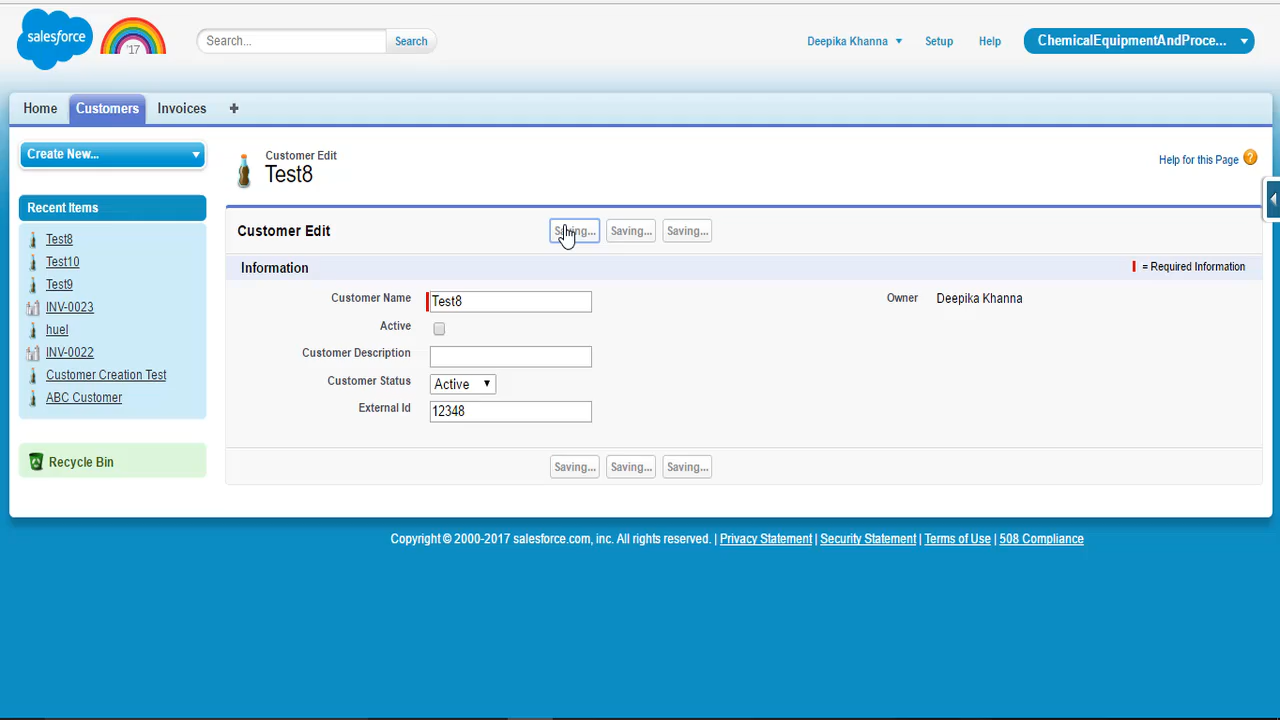 salesforce
'17
Search...
Search
Deepika Khanna
Setup
Help
ChemicalEquipmentAndProce...
Home
Customers
Invoices
+
Create New...
Recent Items
Test8
Test10
Test9
INV-0023
huel
INV-0022
Customer Creation Test
ABC Customer
Recycle Bin
Customer Edit
Test8
Help for this Page
?
Customer Edit
Saving... Saving... Saving...
Information
= Required Information
Customer Name
Test8
Owner
Deepika Khanna
Active
Customer Description
Customer Status
Active
External Id
12348
Saving... Saving... Saving...
Copyright © 2000-2017 salesforce.com, inc. All rights reserved. | Privacy Statement | Security Statement | Terms of Use | 508 Compliance